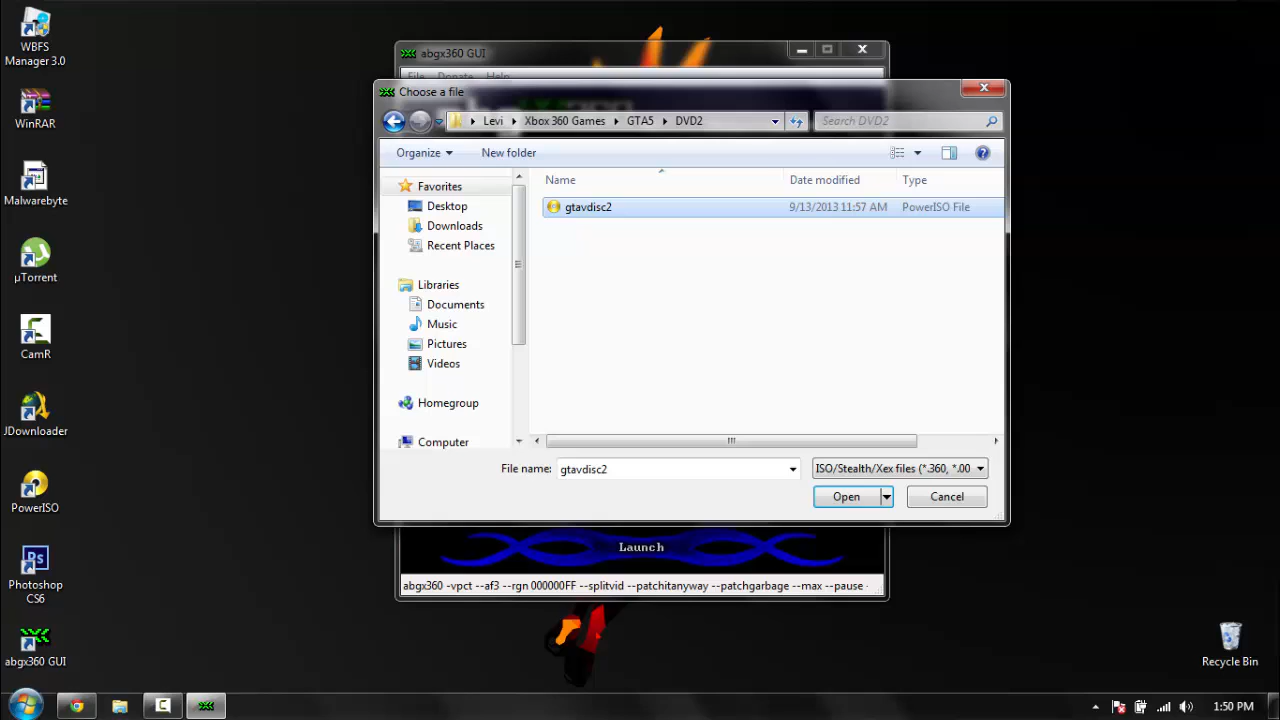 WBFS
Manager 3.0
WinRAR
Malwarebyte
µTorrent
CamR
JDownloader
PowerISO
Ps
Photoshop
CS6
abgx360 GUI
abgx360 GUI
File Donate Help
Choose a file
Levi Xbox 360 Games GTA5 DVD2
Search DVD2
Organize New folder
Favorites
Desktop
Downloads
Recent Places
Libraries
Documents
Music
Pictures
Videos
Homegroup
Computer
Name Date modified Type
gtavdisc2 9/13/2013 11:57 AM PowerISO File
File name: gtavdisc2 ISO/Stealth/Xex files (*.360, *.00
Open Cancel
Launch
abgx360 -vpct --af3 --rgn 000000FF --splitvid --patchitanyway --patchgarbage --max --pause -
Recycle Bin
1:50 PM